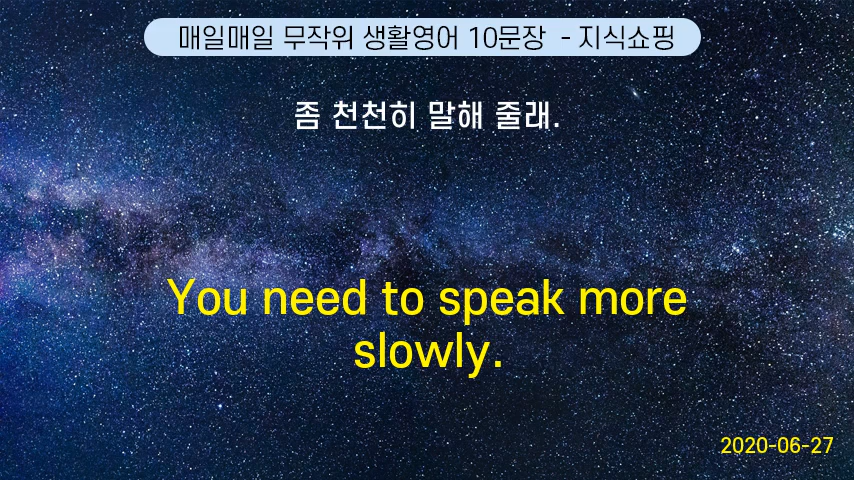 매일매일 무작위 생활영어 10문장 - 지식쇼핑
좀 천천히 말해 줄래.
You need to speak more
slowly.
2020-06-27